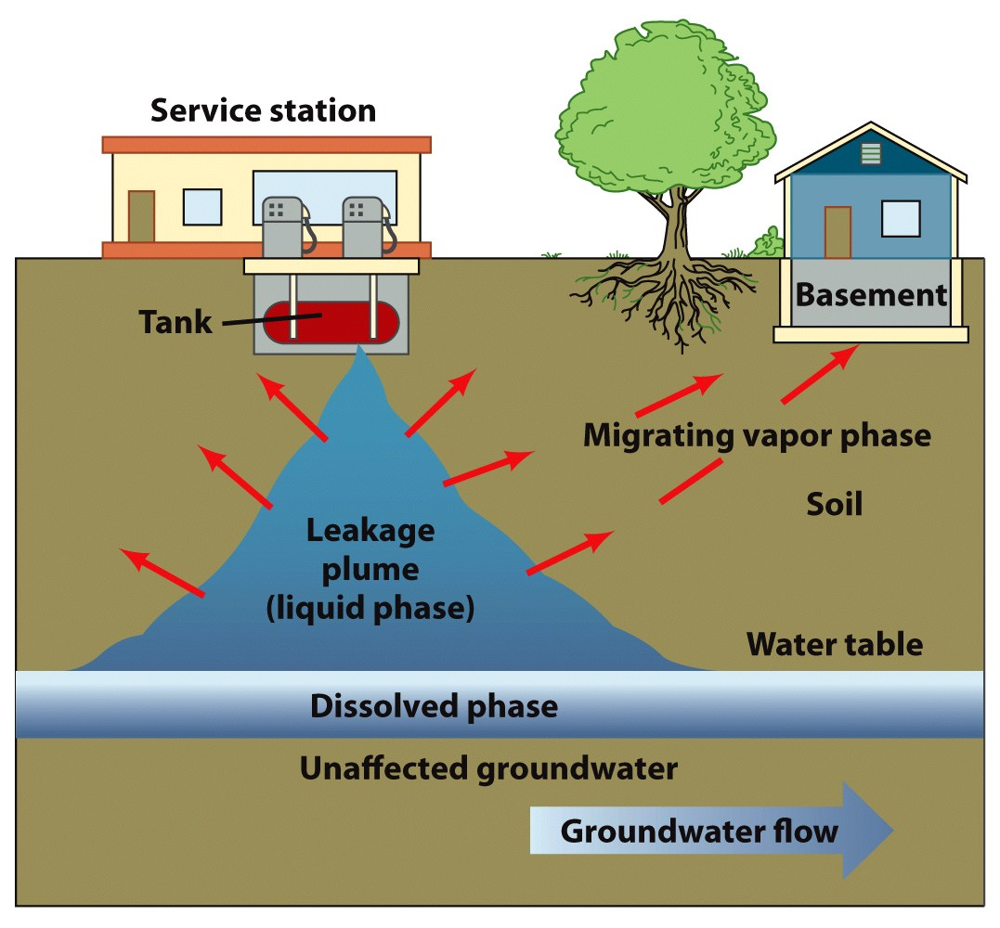 Service station
Tank
Basement
Migrating vapor phase
Soil
Leakage
plume
(liquid phase)
Water table
Dissolved phase
Unaffected groundwater
Groundwater flow